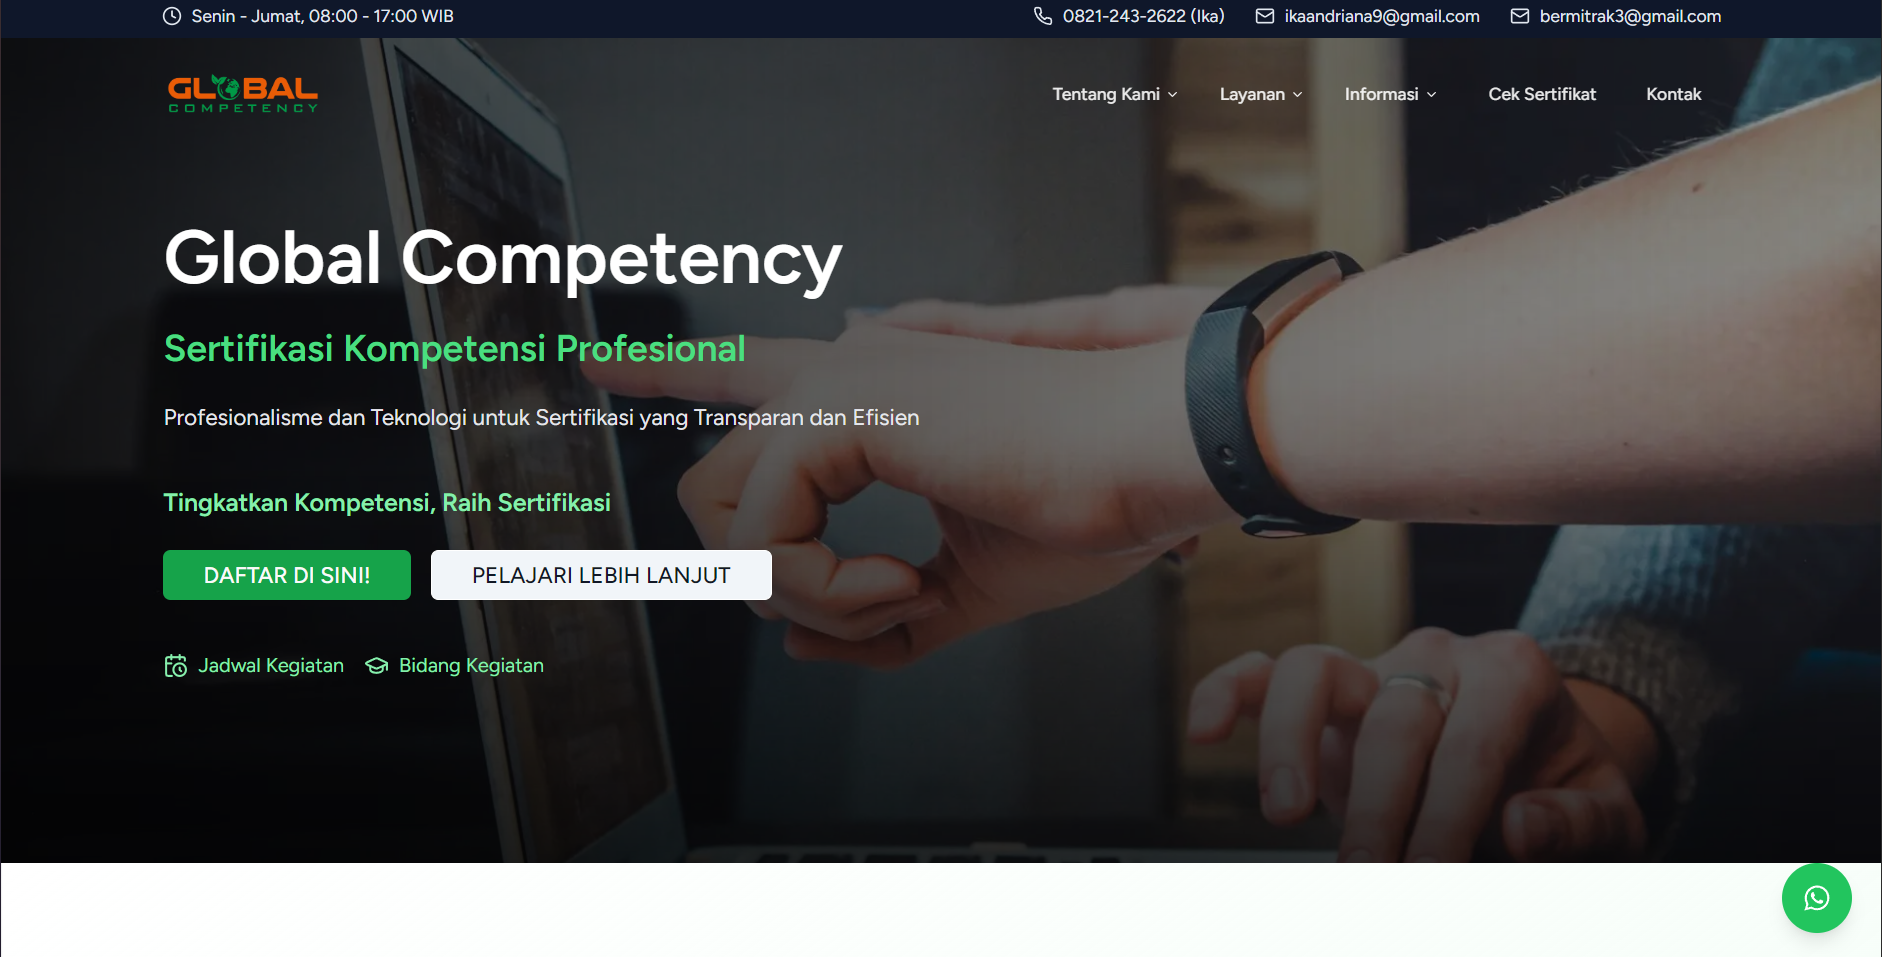 Senin - Jumat, 08:00 - 17:00 WIB
0821-243-2622 (Ika)
ikaandriana9@gmail.com
bermitrak3@gmail.com
GLOBAL
COMPETENCY
Tentang Kami
Layanan
Informasi
Cek Sertifikat
Kontak
Global Competency
Sertifikasi Kompetensi Profesional
Profesionalisme dan Teknologi untuk Sertifikasi yang Transparan dan Efisien
Tingkatkan Kompetensi, Raih Sertifikasi
DAFTAR DI SINI!
PELAJARI LEBIH LANJUT
Jadwal Kegiatan
Bidang Kegiatan